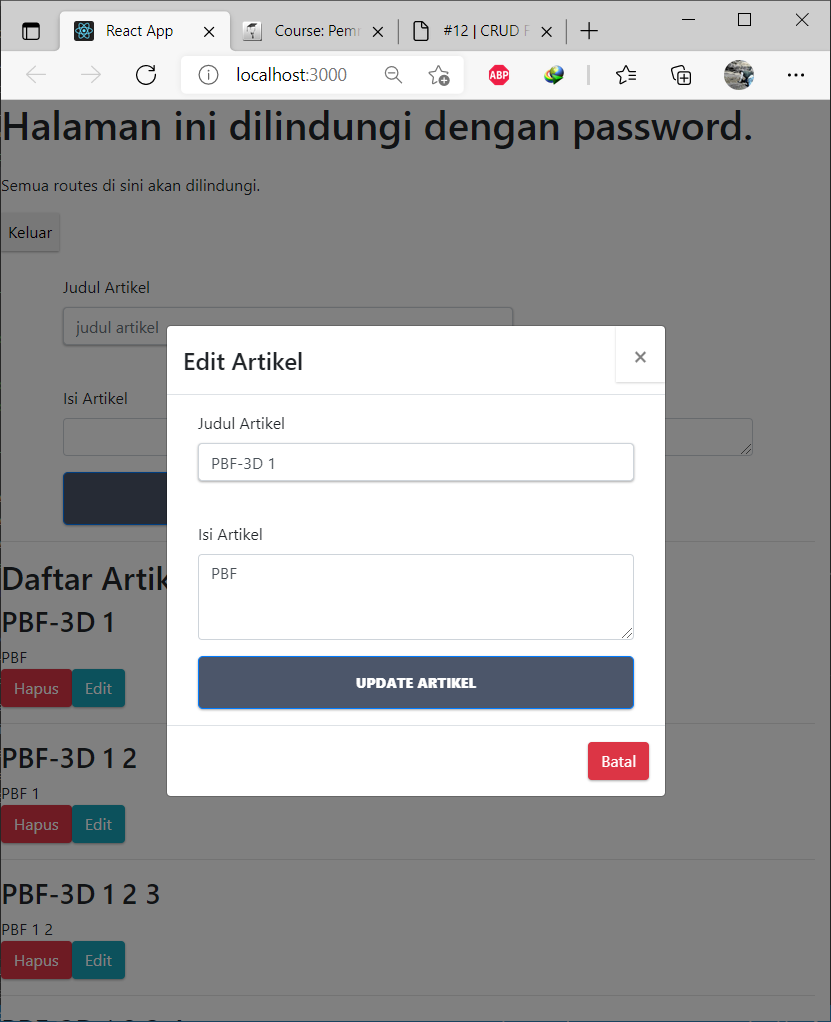 React App
Course: Pem
#12 | CRUD F
localhost:3000
ABP
Halaman ini dilindungi dengan password.
Semua routes di sini akan dilindungi.
Keluar
Judul Artikel
judul artikel
Isi Artikel
Edit Artikel
×
Judul Artikel
PBF-3D 1
Isi Artikel
PBF
UPDATE ARTIKEL
Batal
Daftar Artik
PBF-3D 1
PBF
Hapus Edit
PBF-3D 1 2
PBF 1
Hapus Edit
PBF-3D 1 2 3
PBF 1 2
Hapus Edit